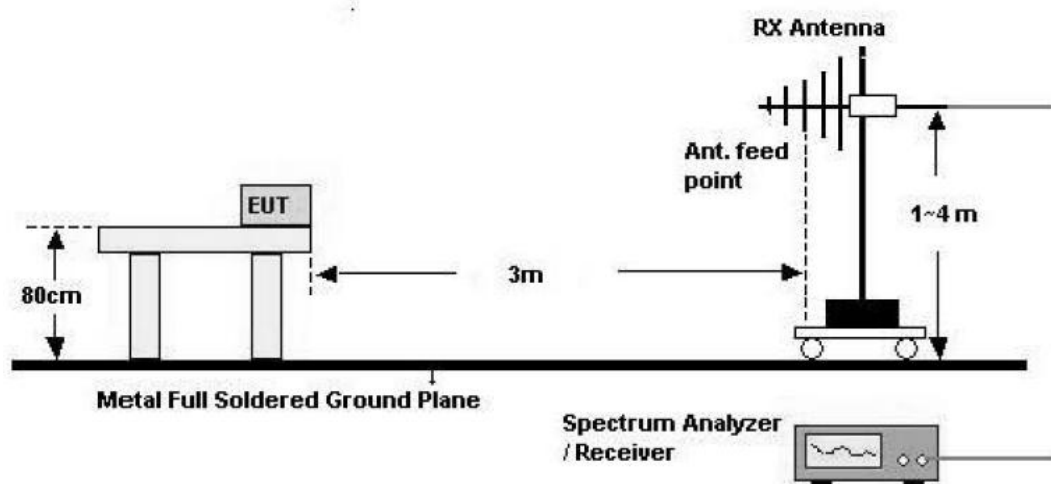 RX Antenna
Ant. feed
point
EUT
1~4 m
3m
80cm
Metal Full Soldered Ground Plane
Spectrum Analyzer
/ Receiver